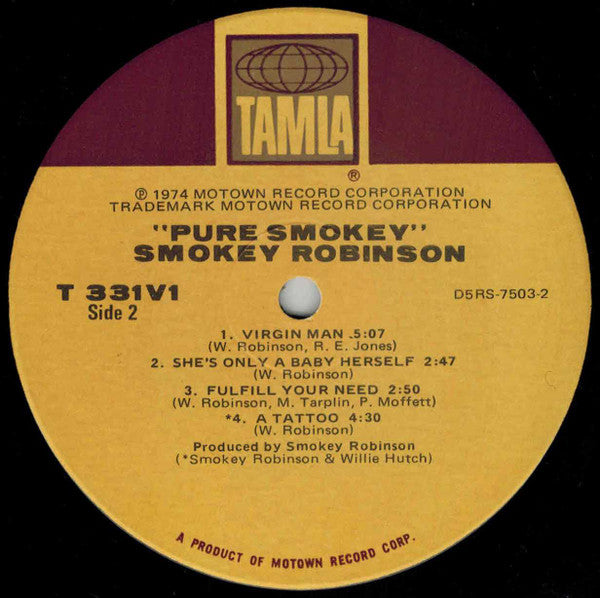 TAMLA
®
℗ 1974 MOTOWN RECORD CORPORATION
TRADEMARK MOTOWN RECORD CORPORATION
"PURE SMOKEY"
SMOKEY ROBINSON
T 331V1 D5RS-7503-2
Side 2
1. VIRGIN MAN .5:07
(W. Robinson, R. E. Jones)
2. SHE'S ONLY A BABY HERSELF 2:47
(W. Robinson)
3. FULFILL YOUR NEED 2:50
(W. Robinson, M. Tarplin, P. Moffett)
*4. A TATTOO 4:30
(W. Robinson)
Produced by Smokey Robinson
(*Smokey Robinson & Willie Hutch)
A PRODUCT OF MOTOWN RECORD CORP.